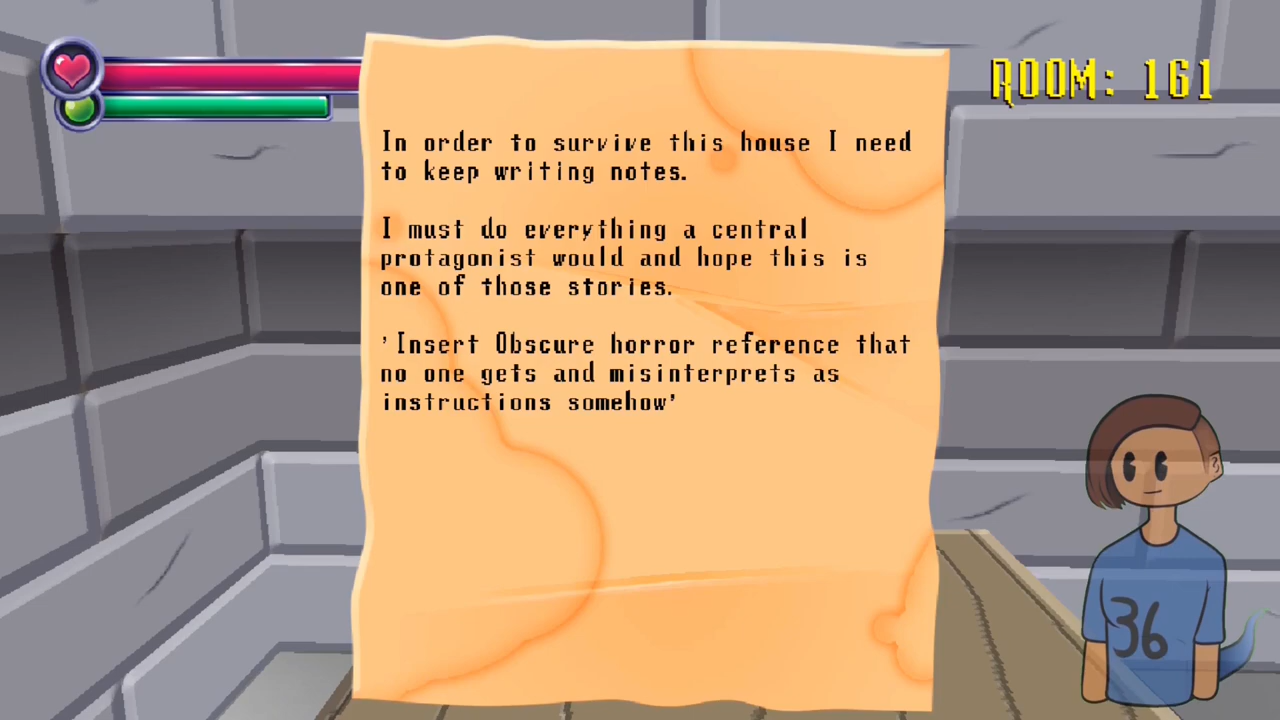 ROOM: 161
In order to survive this house I need
to keep writing notes.
I must do everything a central
protagonist would and hope this is
one of those stories.
'Insert Obscure horror reference that
no one gets and misinterprets as
instructions somehow'
36